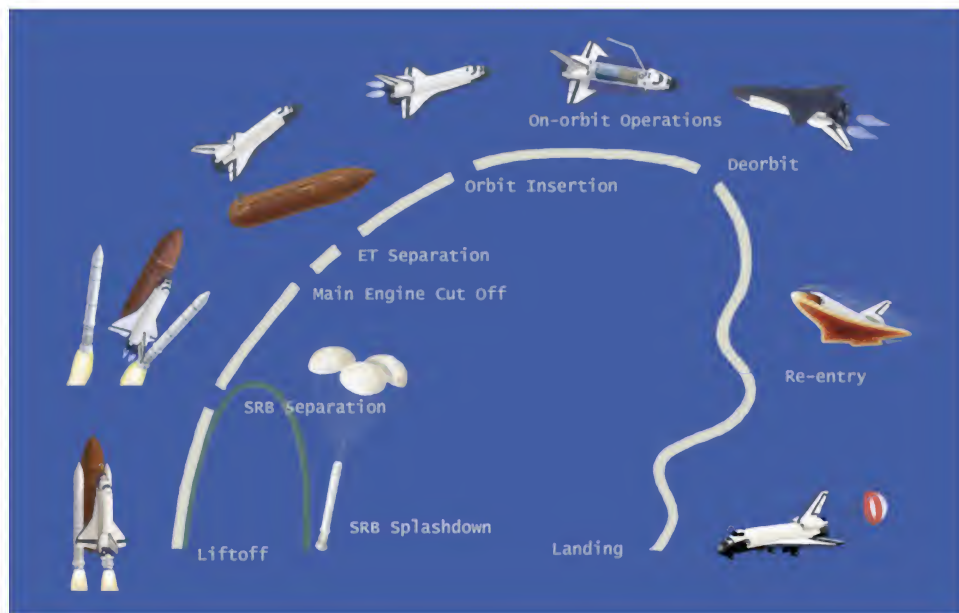 On-orbit Operations
Deorbit
Orbit Insertion
ET Separation
Main Engine Cut Off
Re-entry
SRB Separation
SRB Splashdown
Liftoff
Landing